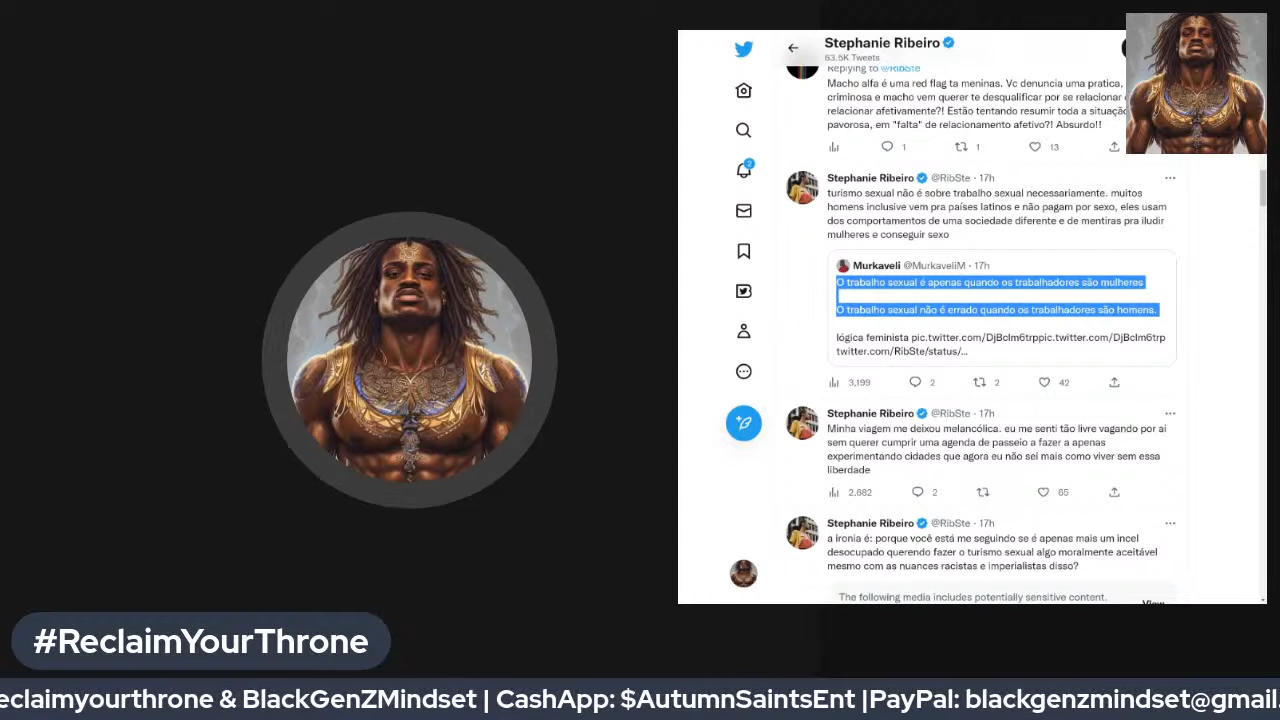 Stephanie Ribeiro
63.5K Tweets
Replying to @RibSte
Macho alfa é uma red flag ta meninas. Vc denuncia uma pratica,
criminosa e macho vem querer te desqualificar por se relacionar
relacionar afetivamente?! Estão tentando resumir toda a situação
pavorosa, em "falta" de relacionamento afetivo?! Absurdo!!
1 1 13
Stephanie Ribeiro @RibSte · 17h
turismo sexual não é sobre trabalho sexual necessariamente. muitos
homens inclusive vem pra países latinos e não pagam por sexo, eles usam
dos comportamentos de uma sociedade diferente e de mentiras pra iludir
mulheres e conseguir sexo
Murkaveli @MurkaveliM · 17h
O trabalho sexual é apenas quando os trabalhadores são mulheres
O trabalho sexual não é errado quando os trabalhadores são homens.
lógica feminista pic.twitter.com/DjBclm6trppic.twitter.com/DjBclm6trp
twitter.com/RibSte/status/...
3,199 2 2 42
Stephanie Ribeiro @RibSte · 17h
Minha viagem me deixou melancólica. eu me senti tão livre vagando por ai
sem querer cumprir uma agenda de passeio a fazer a apenas
experimentando cidades que agora eu não sei mais como viver sem essa
liberdade
2,682 2 65
Stephanie Ribeiro @RibSte · 17h
a ironia é: porque você está me seguindo se é apenas mais um incel
desocupado querendo fazer o turismo sexual algo moralmente aceitável
mesmo com as nuances racistas e imperialistas disso?
The following media includes potentially sensitive content.
View
2
#ReclaimYourThrone
eclaimyourthrone & BlackGenZMindset | CashApp: $AutumnSaintsEnt |PayPal: blackgenzmindset@gmail.